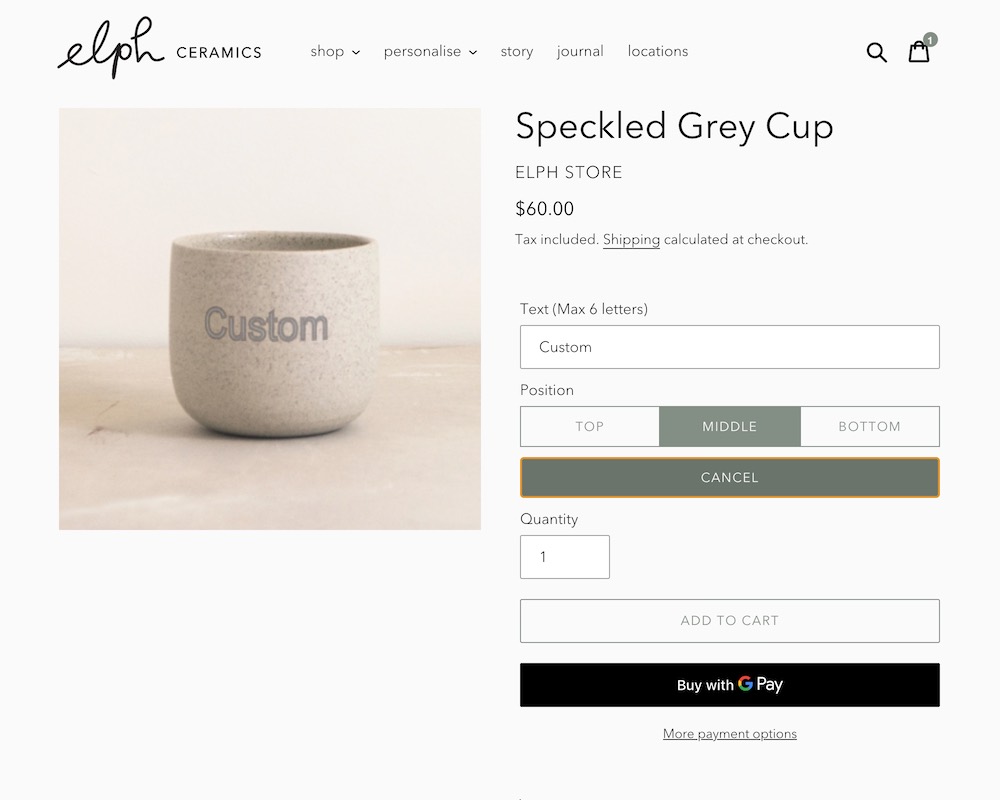 elph CERAMICS
shop
personalise
story
journal
locations
1
Custom
Speckled Grey Cup
ELPH STORE
$60.00
Tax included. Shipping calculated at checkout.
Text (Max 6 letters)
Custom
Position
TOP
MIDDLE
BOTTOM
CANCEL
Quantity
1
ADD TO CART
Buy with G Pay
More payment options